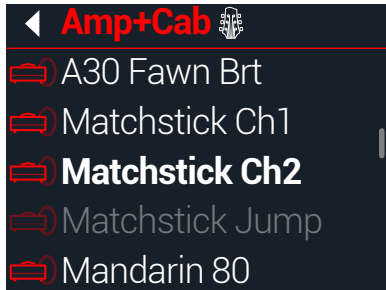 Amp+Cab
A30 Fawn Brt
Matchstick Ch1
Matchstick Ch2
Matchstick Jump
Mandarin 80